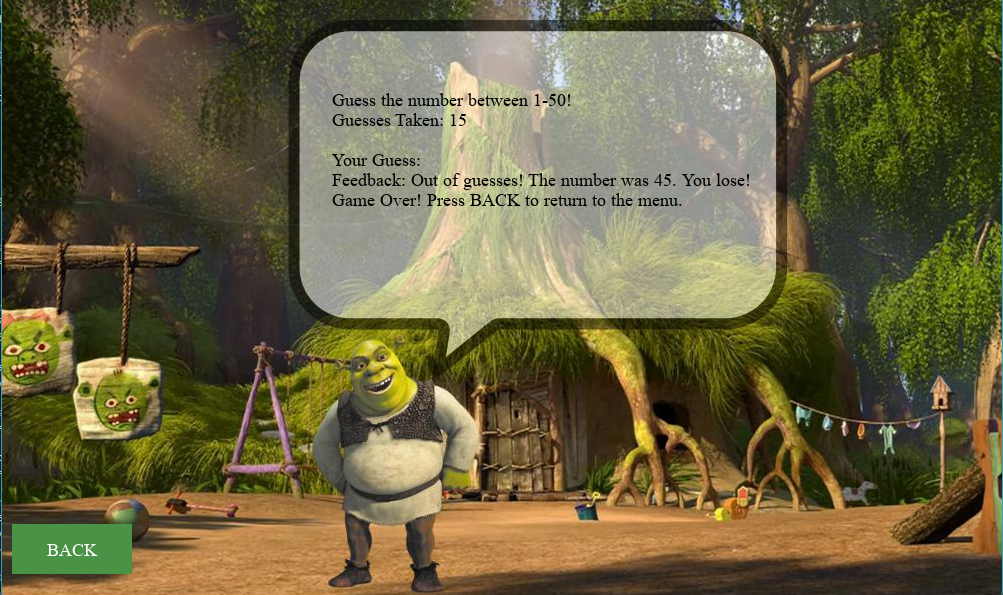 Guess the number between 1-50!
Guesses Taken: 15
Your Guess:
Feedback: Out of guesses! The number was 45. You lose!
Game Over! Press BACK to return to the menu.
BACK